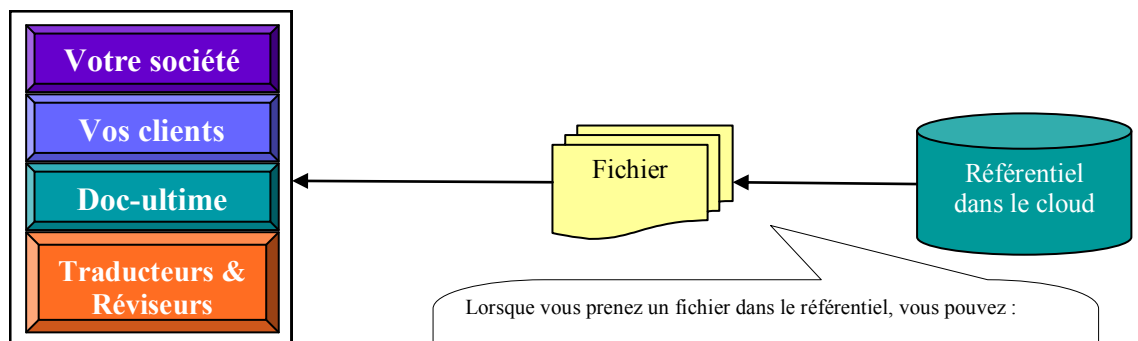 Votre société
Vos clients
Doc-ultime
Traducteurs &
Réviseurs
Fichier
Référentiel
dans le cloud
Lorsque vous prenez un fichier dans le référentiel, vous pouvez :